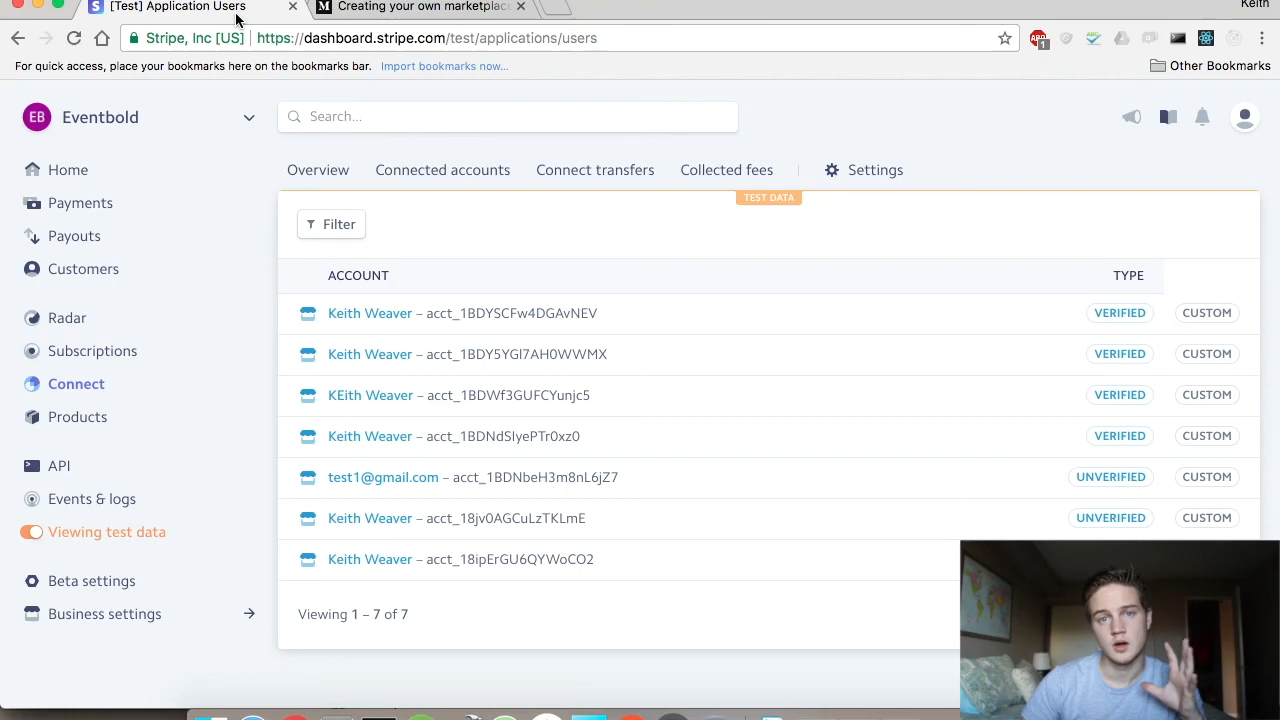 [Test] Application Users
Creating your own marketplace
Keith
Stripe, Inc [US] https://dashboard.stripe.com/test/applications/users
1
For quick access, place your bookmarks here on the bookmarks bar. Import bookmarks now...
Other Bookmarks
EB Eventbold
Search...
Home
Payments
Payouts
Customers
Radar
Subscriptions
Connect
Products
API
Events & logs
Viewing test data
Beta settings
Business settings
Overview Connected accounts Connect transfers Collected fees Settings
TEST DATA
Filter
ACCOUNT TYPE
Keith Weaver – acct_1BDYSCFw4DGAvNEV VERIFIED CUSTOM
Keith Weaver – acct_1BDY5YGl7AH0WWMX VERIFIED CUSTOM
KEith Weaver – acct_1BDWf3GUFCYunjc5 VERIFIED CUSTOM
Keith Weaver – acct_1BDNdSIyePTr0xz0 VERIFIED CUSTOM
test1@gmail.com – acct_1BDNbeH3m8nL6jZ7 UNVERIFIED CUSTOM
Keith Weaver – acct_18jv0AGCuLzTKLmE UNVERIFIED CUSTOM
Keith Weaver – acct_18ipErGU6QYWoCO2
Viewing 1 – 7 of 7